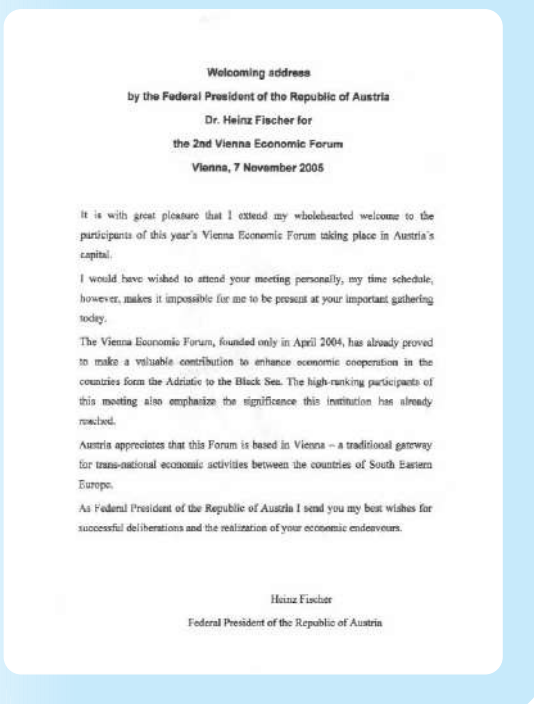 Welcoming address
by the Federal President of the Republic of Austria
Dr. Heinz Fischer for
the 2nd Vienna Economic Forum
Vienna, 7 November 2005
It is with great pleasure that I extend my wholehearted welcome to the
participants of this year's Vienna Economic Forum taking place in Austria's
capital.
I would have wished to attend your meeting personally, my time schedule,
however, makes it impossible for me to be present at your important gathering
today.
The Vienna Economic Forum, founded only in April 2004, has already proved
to make a valuable contribution to enhance economic cooperation in the
countries form the Adriatic to the Black Sea. The high-ranking participants of
this meeting also emphasize the significance this institution has already
reached.
Austria appreciates that this Forum is based in Vienna – a traditional gateway
for trans-national economic activities between the countries of South Eastern
Europe.
As Federal President of the Republic of Austria I send you my best wishes for
successful deliberations and the realization of your economic endeavours.
Heinz Fischer
Federal President of the Republic of Austria